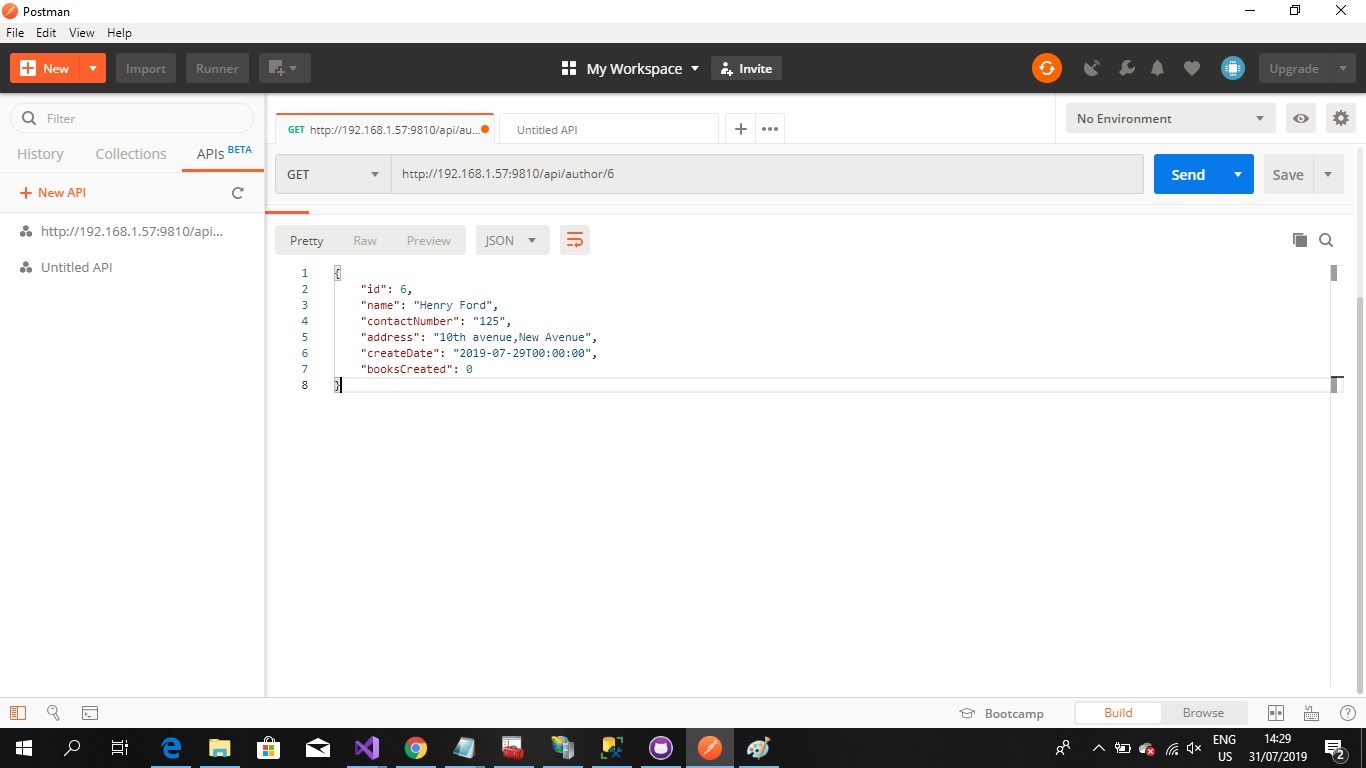 Postman
File Edit View Help
New Import Runner My Workspace Invite Upgrade
Filter
History Collections APIs BETA
New API
http://192.168.1.57:9810/api...
Untitled API
GET http://192.168.1.57:9810/api/au... Untitled API No Environment
GET http://192.168.1.57:9810/api/author/6 Send Save
Pretty Raw Preview JSON
1 {
2 "id": 6,
3 "name": "Henry Ford",
4 "contactNumber": "125",
5 "address": "10th avenue,New Avenue",
6 "createDate": "2019-07-29T00:00:00",
7 "booksCreated": 0
8 }
Bootcamp Build Browse
ENG 14:29
US 31/07/2019 2